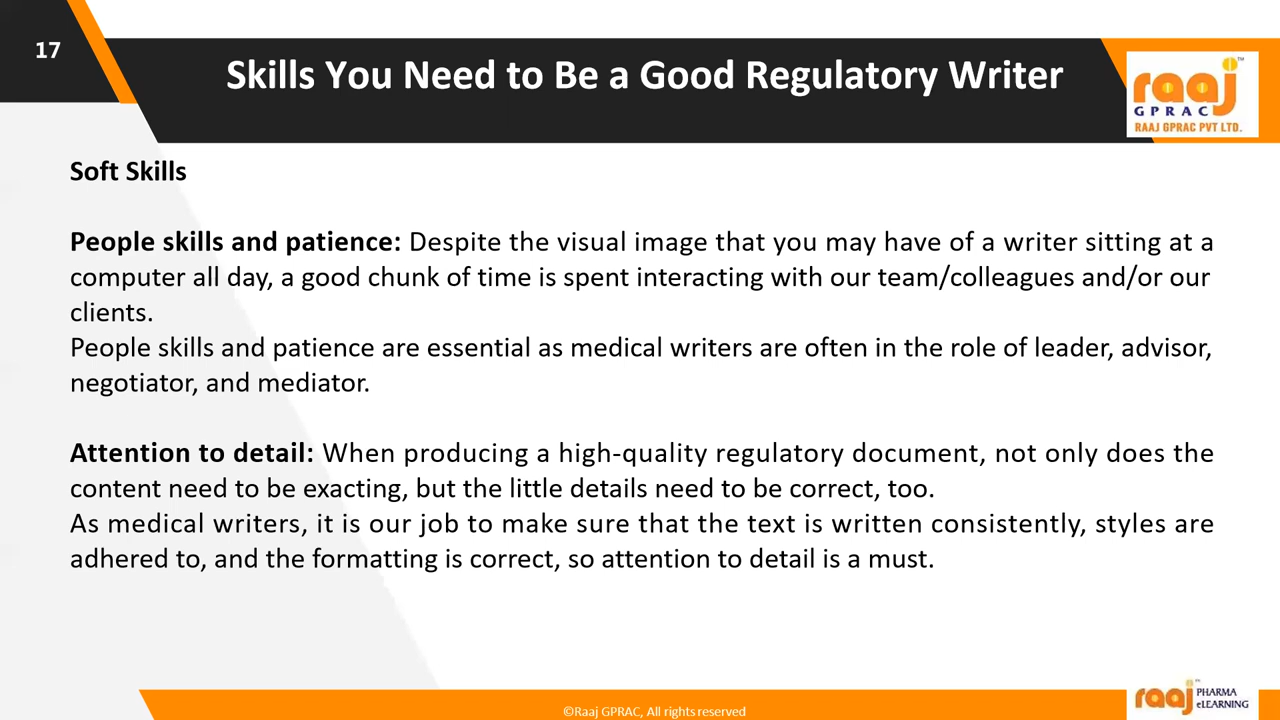 17
Skills You Need to Be a Good Regulatory Writer
raaj™
GPRAC
RAAJ GPRAC PVT LTD.
Soft Skills
People skills and patience: Despite the visual image that you may have of a writer sitting at a
computer all day, a good chunk of time is spent interacting with our team/colleagues and/or our
clients.
People skills and patience are essential as medical writers are often in the role of leader, advisor,
negotiator, and mediator.
Attention to detail: When producing a high-quality regulatory document, not only does the
content need to be exacting, but the little details need to be correct, too.
As medical writers, it is our job to make sure that the text is written consistently, styles are
adhered to, and the formatting is correct, so attention to detail is a must.
©Raaj GPRAC, All rights reserved
raaj™ PHARMA
eLEARNING